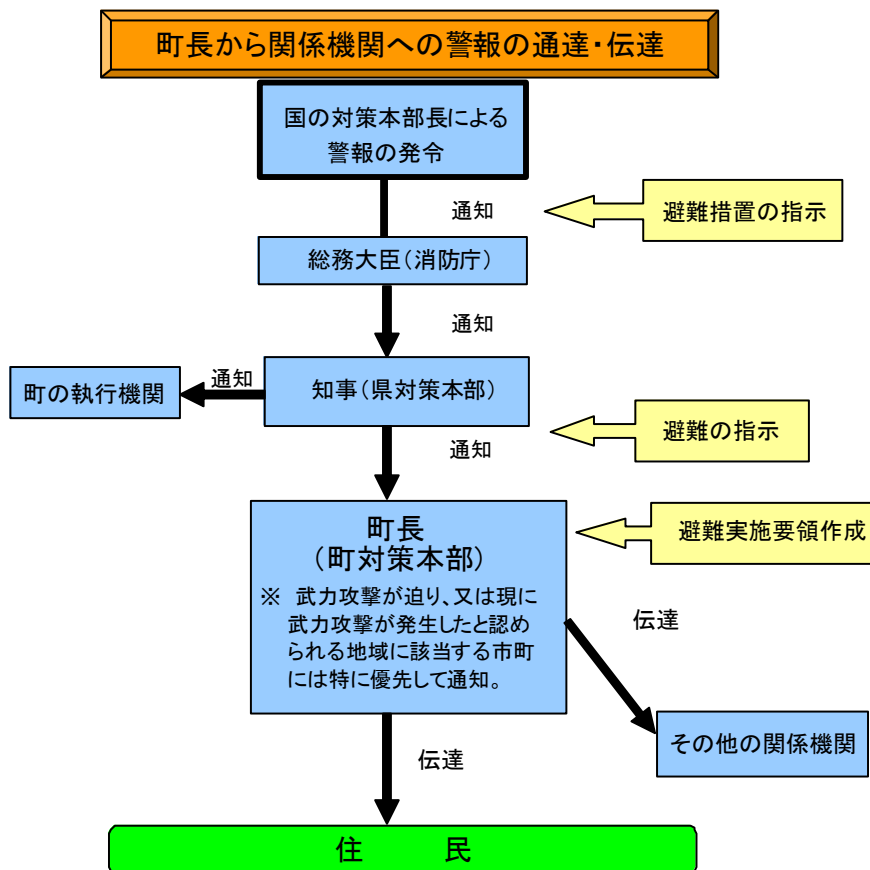 町長から関係機関への警報の通達・伝達
国の対策本部長による
警報の発令
通知
避難措置の指示
総務大臣(消防庁)
通知
町の執行機関
通知
知事(県対策本部)
避難の指示
通知
町長
(町対策本部)
※ 武力攻撃が迫り、又は現に
武力攻撃が発生したと認め
られる地域に該当する市町
には特に優先して通知。
避難実施要領作成
伝達
その他の関係機関
伝達
住 民